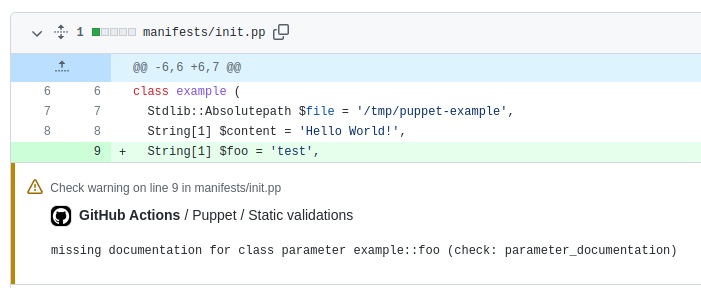 1 manifests/init.pp
@@ -6,6 +6,7 @@
6 6 class example (
7 7 Stdlib::Absolutepath $file = '/tmp/puppet-example',
8 8 String[1] $content = 'Hello World!',
9 + String[1] $foo = 'test',
Check warning on line 9 in manifests/init.pp
GitHub Actions / Puppet / Static validations
missing documentation for class parameter example::foo (check: parameter_documentation)